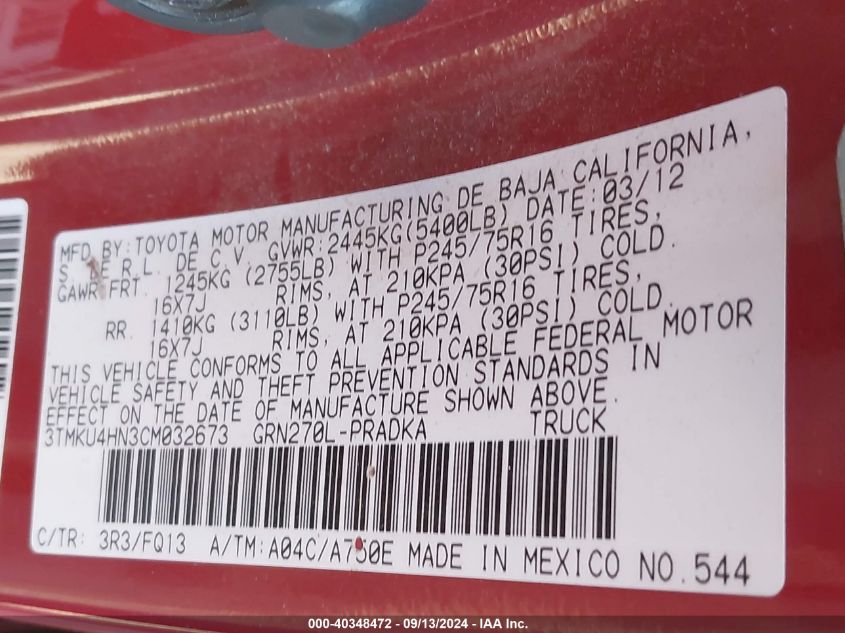 MFD. BY: TOYOTA MOTOR MANUFACTURING DE BAJA CALIFORNIA,
S. DE R.L. DE C.V. GVWR: 2445KG(5400LB) DATE: 03/12
GAWR FRT. 1245KG (2755LB) WITH P245/75R16 TIRES,
16X7J RIMS, AT 210KPA (30PSI) COLD.
RR. 1410KG (3110LB) WITH P245/75R16 TIRES,
16X7J RIMS, AT 210KPA (30PSI) COLD.
THIS VEHICLE CONFORMS TO ALL APPLICABLE FEDERAL MOTOR
VEHICLE SAFETY AND THEFT PREVENTION STANDARDS IN
EFFECT ON THE DATE OF MANUFACTURE SHOWN ABOVE.
3TMKU4HN3CM032673 GRN270L-PRADKA TRUCK
C/TR: 3R3/FQ13 A/TM: A04C/A750E MADE IN MEXICO NO. 544
000-40348472 - 09/13/2024 - IAA Inc.